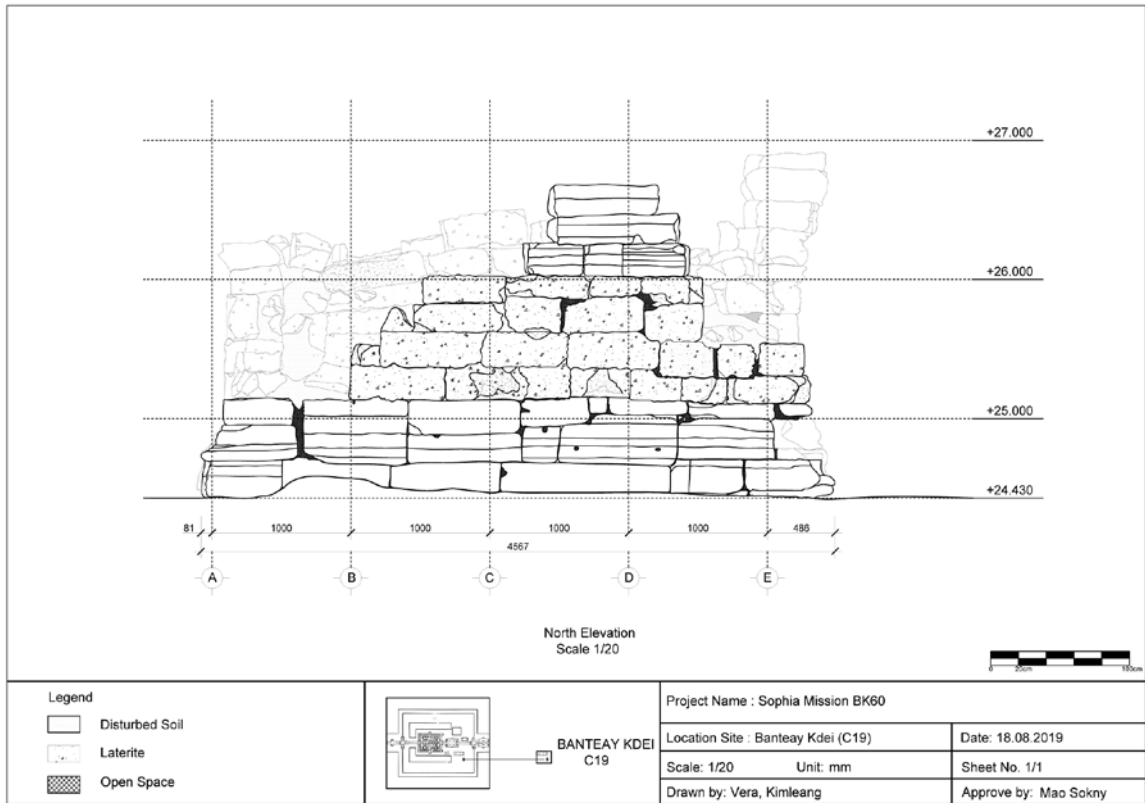 +27.000
+26.000
+25.000
+24.430
81 1000 1000 1000 1000 486
4567
A B C D E
North Elevation
Scale 1/20
0 20cm 100cm
Legend
Disturbed Soil
Laterite
Open Space
BANTEAY KDEI
C19
Project Name : Sophia Mission BK60
Location Site : Banteay Kdei (C19) Date: 18.08.2019
Scale: 1/20 Unit: mm Sheet No. 1/1
Drawn by: Vera, Kimleang Approve by: Mao Sokny